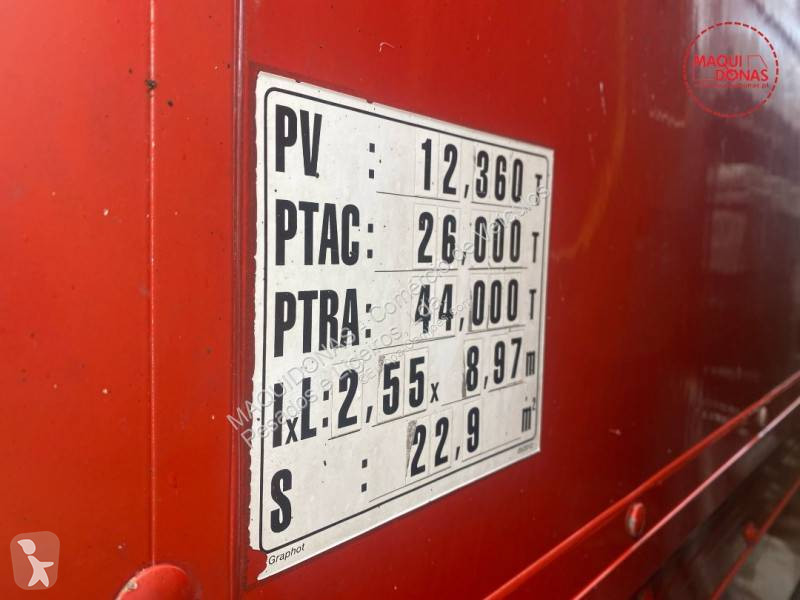 MAQUI
DONAS
PV : 12,360 T
PTAC: 26,000 T
PTRA: 44,000 T
lxL: 2,55 x 8,97 m
S : 22,9 m²
Graphot